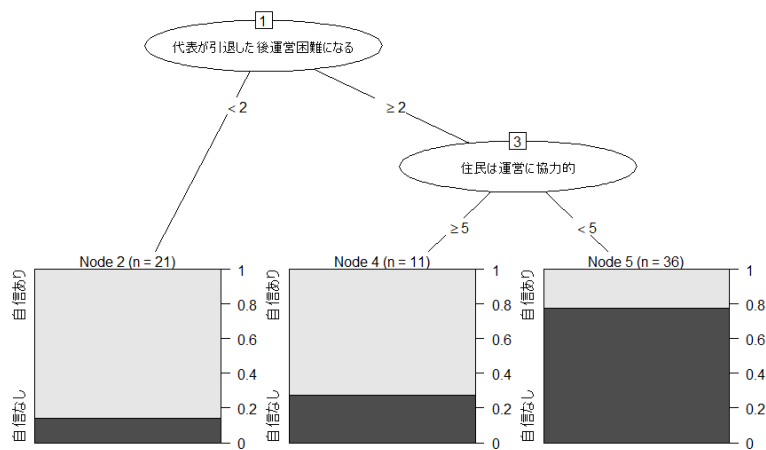 1
代表が引退した後運営困難になる
< 2
≥ 2
3
住民は運営に協力的
≥ 5
< 5
Node 2 (n = 21)
自信あり
自信なし
1
0.8
0.6
0.4
0.2
0
Node 4 (n = 11)
自信あり
自信なし
1
0.8
0.6
0.4
0.2
0
Node 5 (n = 36)
自信あり
自信なし
1
0.8
0.6
0.4
0.2
0